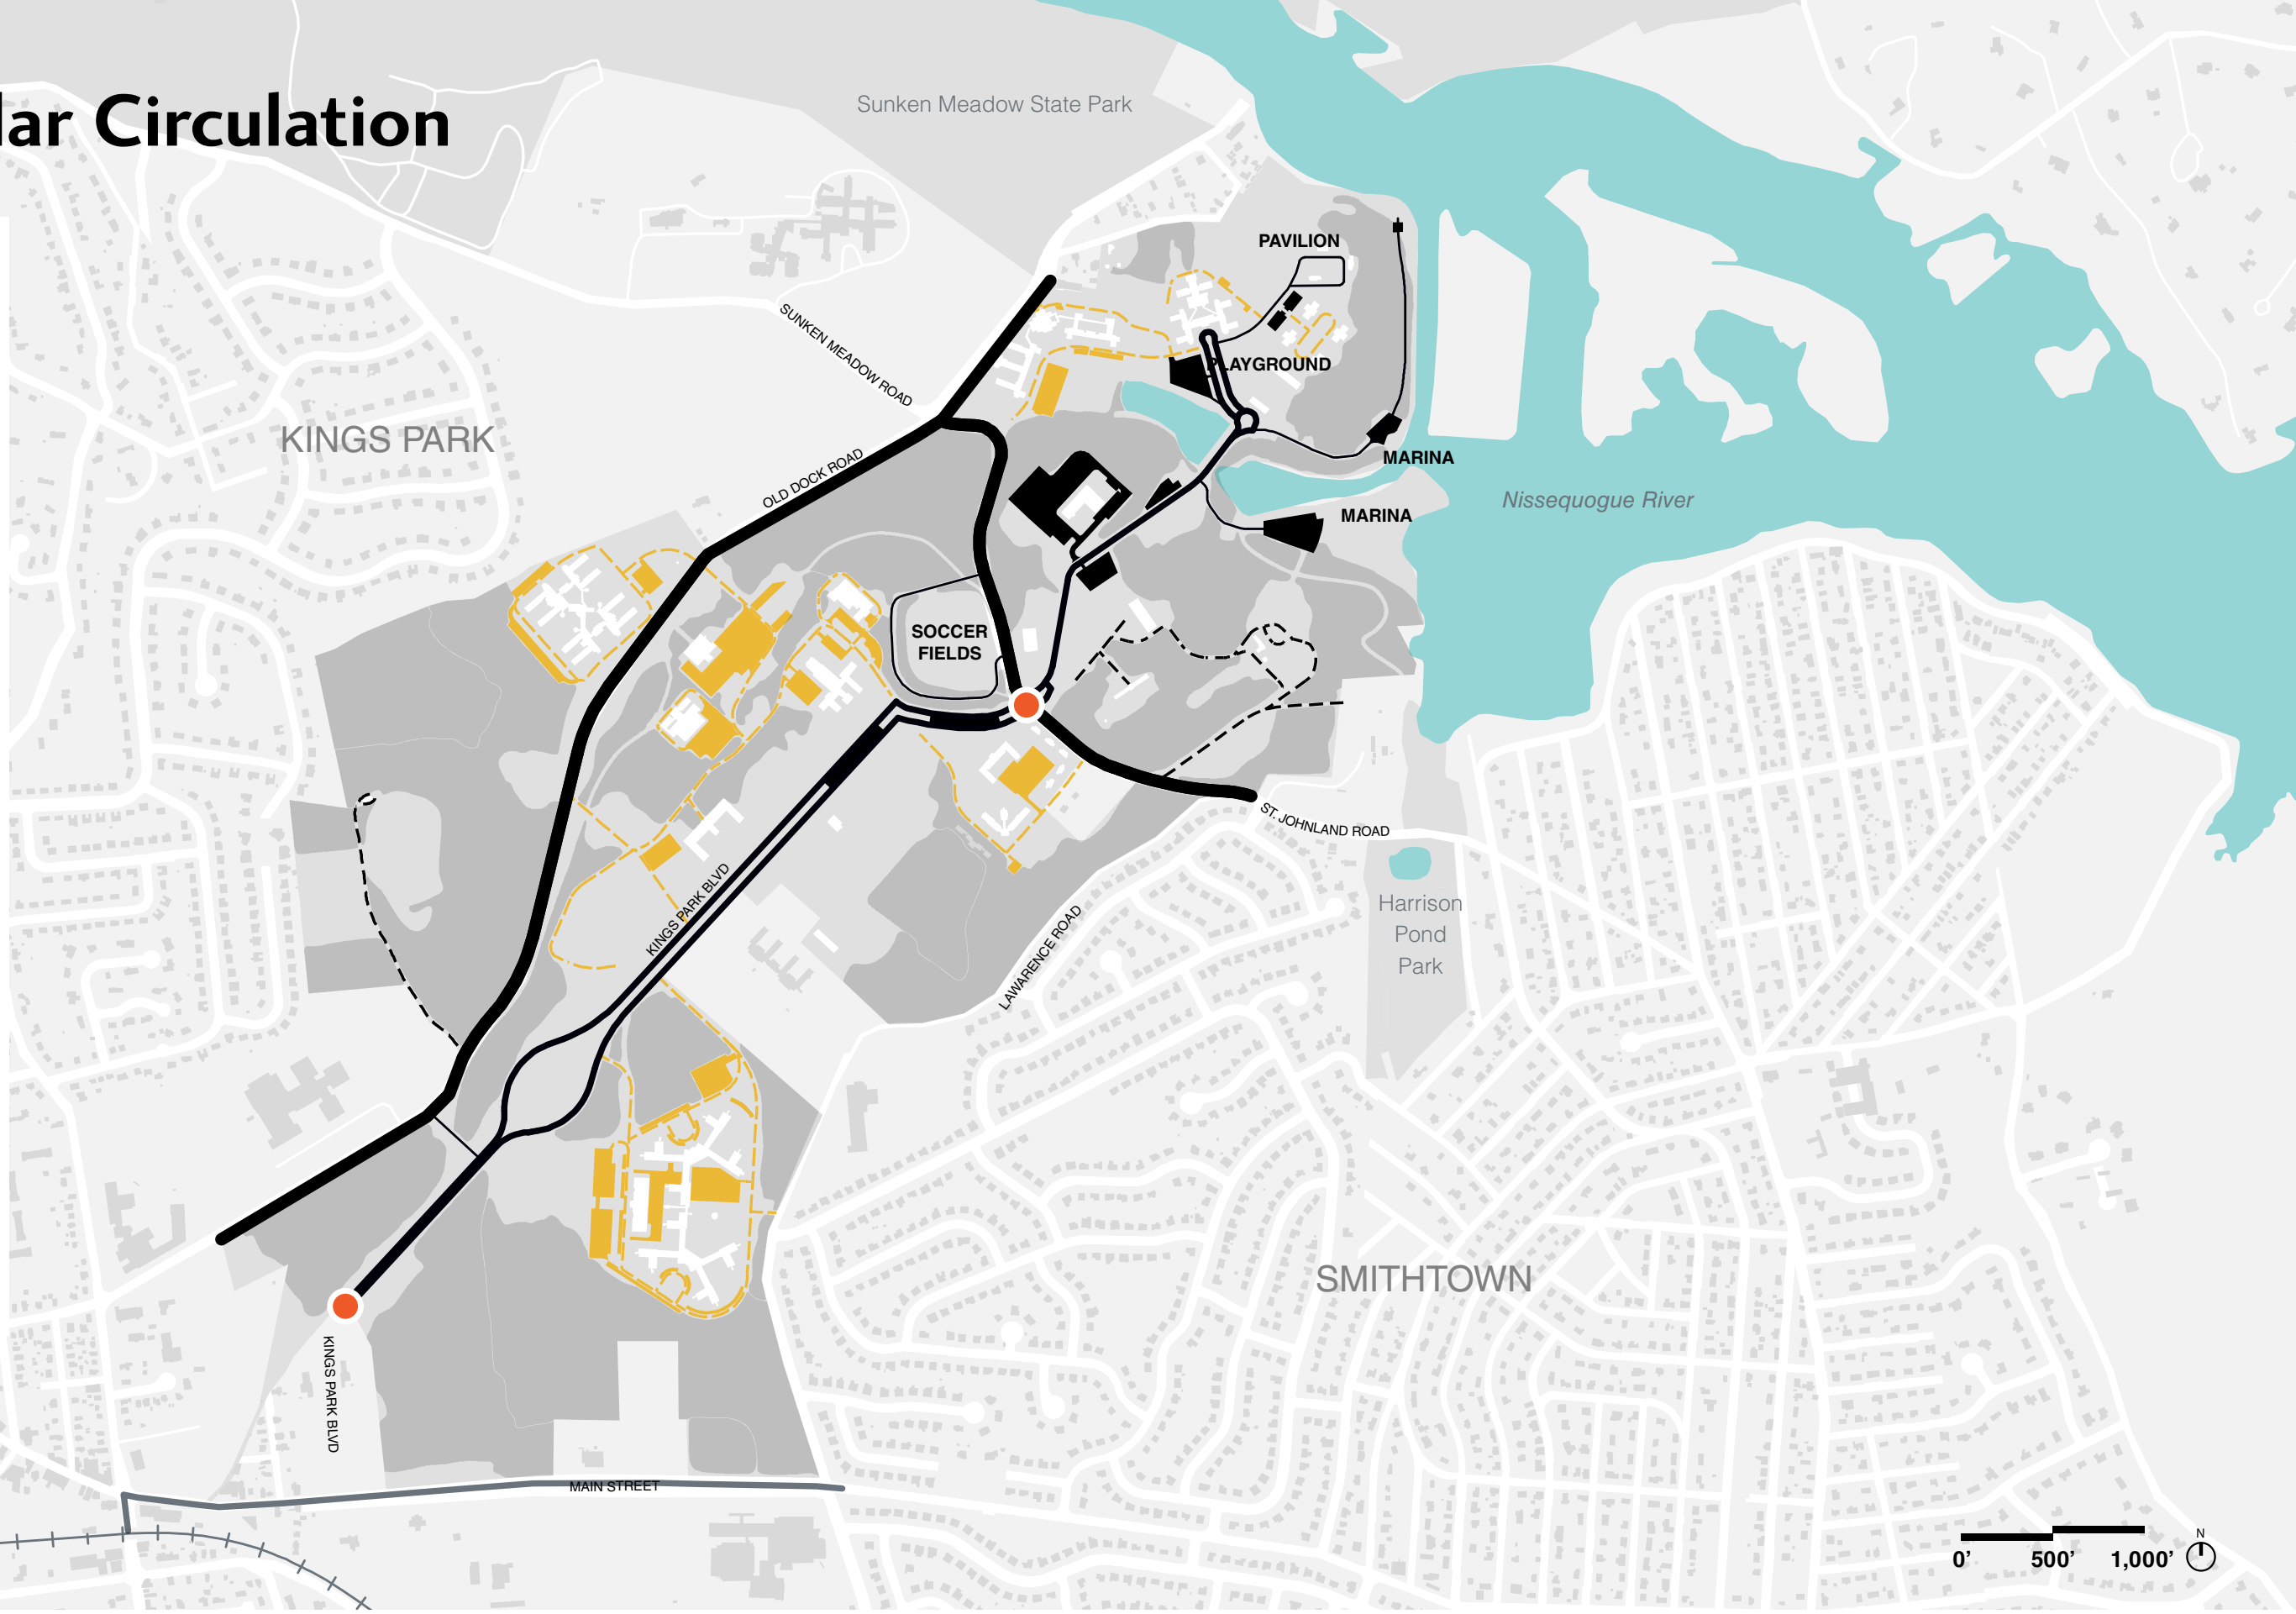 lar Circulation
Sunken Meadow State Park
PAVILION
SUNKEN MEADOW ROAD
PLAYGROUND
KINGS PARK
OLD DOCK ROAD
MARINA
Nissequogue River
MARINA
SOCCER
FIELDS
ST. JOHNLAND ROAD
KINGS PARK BLVD
Harrison
Pond
Park
LAWARENCE ROAD
SMITHTOWN
KINGS PARK BLVD
MAIN STREET
N
0’ 500’ 1,000’